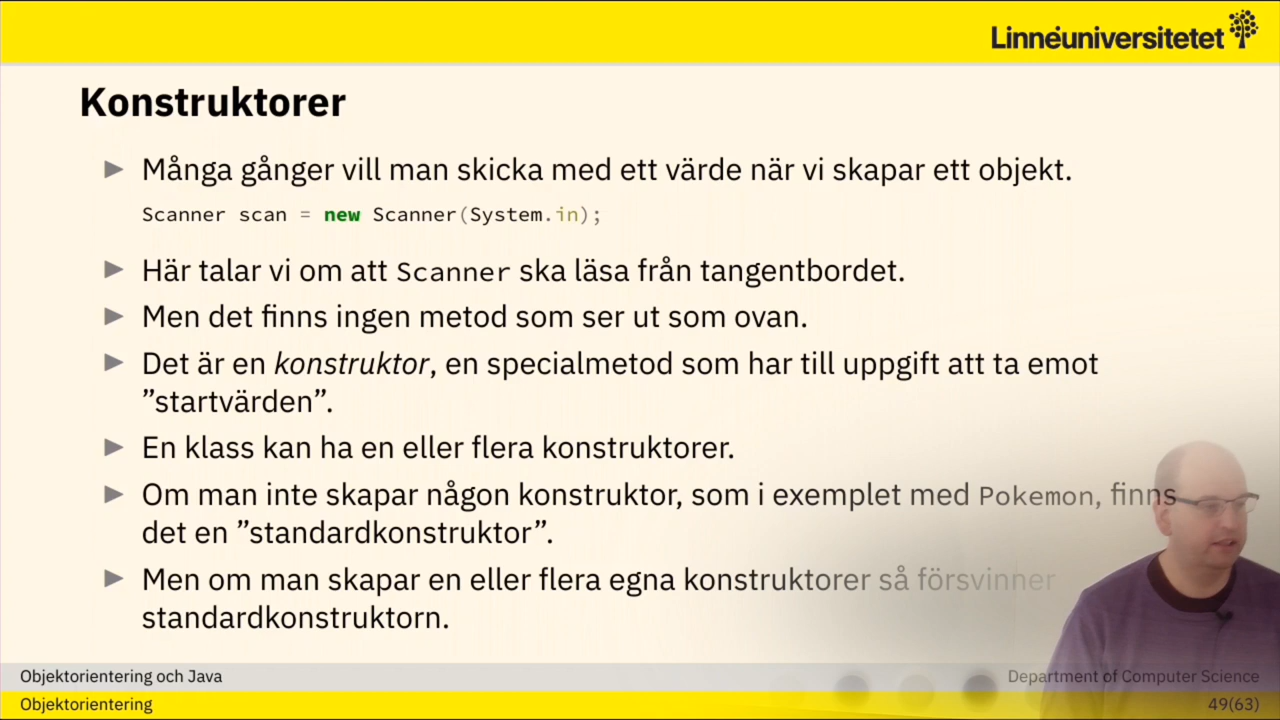 Linnéuniversitetet
Konstruktorer
Många gånger vill man skicka med ett värde när vi skapar ett objekt.
Scanner scan = new Scanner(System.in);
Här talar vi om att Scanner ska läsa från tangentbordet.
Men det finns ingen metod som ser ut som ovan.
Det är en konstruktor, en specialmetod som har till uppgift att ta emot
”startvärden”.
En klass kan ha en eller flera konstruktorer.
Om man inte skapar någon konstruktor, som i exemplet med Pokemon, finns
det en ”standardkonstruktor”.
Men om man skapar en eller flera egna konstruktorer så försvinner
standardkonstruktorn.
Objektorientering och Java
Department of Computer Science
Objektorientering
49(63)